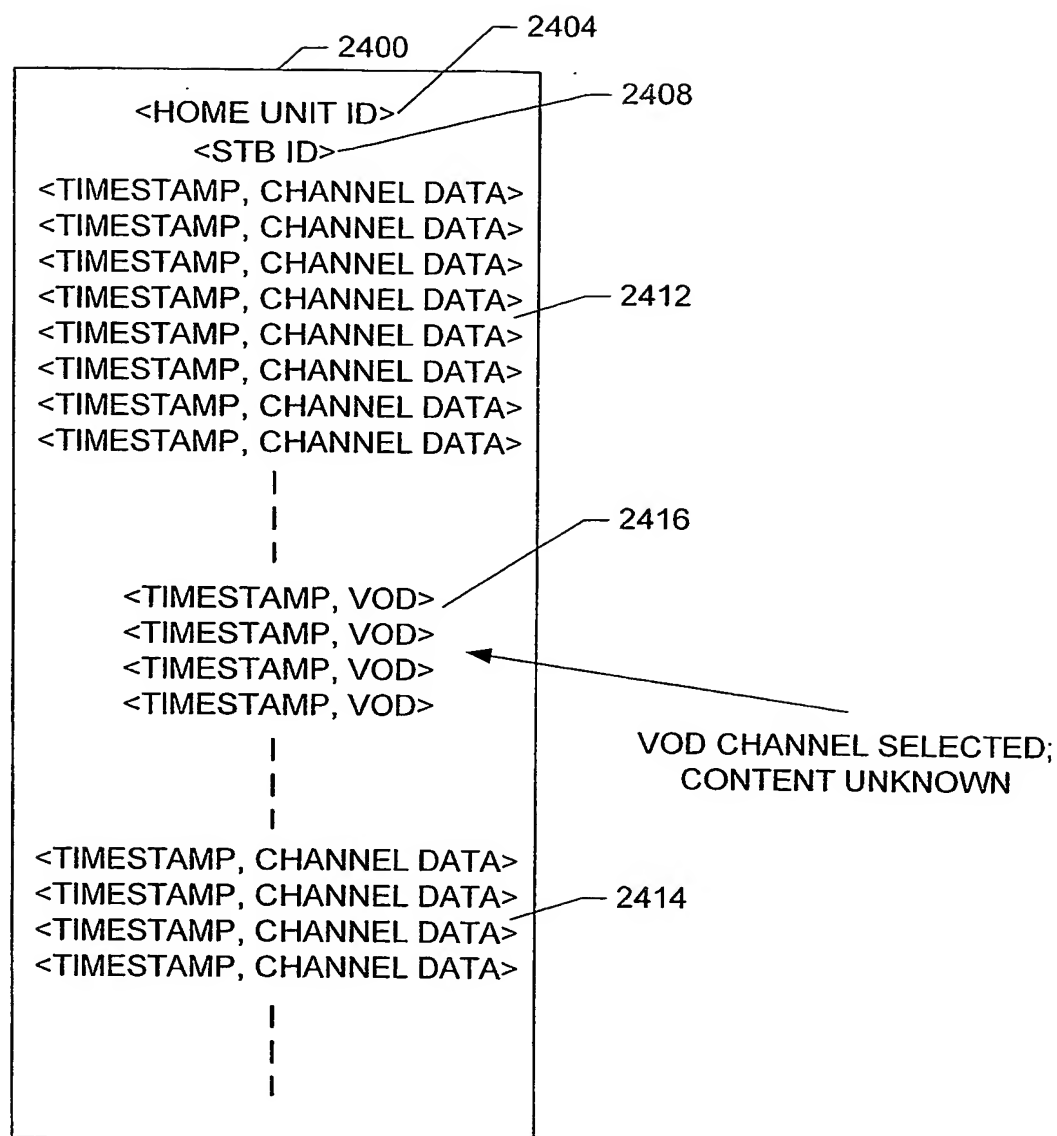 2404
2400
2408
<HOME UNIT ID>
<STB ID>
<TIMESTAMP, CHANNEL DATA>
<TIMESTAMP, CHANNEL DATA>
<TIMESTAMP, CHANNEL DATA>
<TIMESTAMP, CHANNEL DATA>
2412
<TIMESTAMP, CHANNEL DATA>
<TIMESTAMP, CHANNEL DATA>
<TIMESTAMP, CHANNEL DATA>
<TIMESTAMP, CHANNEL DATA>
2416
<TIMESTAMP, VOD>
<TIMESTAMP, VOD>
<TIMESTAMP, VOD>
<TIMESTAMP, VOD>
VOD CHANNEL SELECTED;
CONTENT UNKNOWN
<TIMESTAMP, CHANNEL DATA>
<TIMESTAMP, CHANNEL DATA>
2414
<TIMESTAMP, CHANNEL DATA>
<TIMESTAMP, CHANNEL DATA>